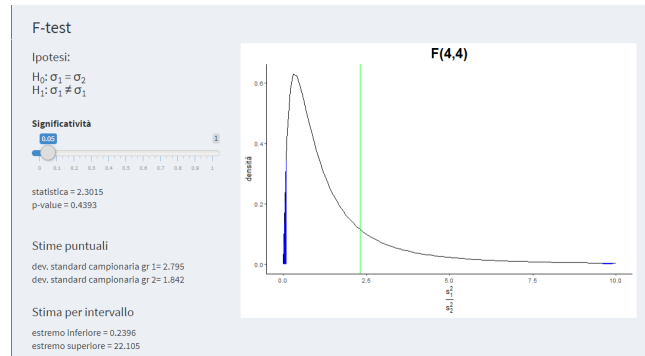 F-test
Ipotesi:
H₀: σ₁ = σ₂
H₁: σ₁ ≠ σ₁
Significatività
0.05 1
0 0.1 0.2 0.3 0.4 0.5 0.6 0.7 0.8 0.9 1
statistica = 2.3015
p-value = 0.4393
Stime puntuali
dev. standard campionaria gr 1= 2.795
dev. standard campionaria gr 2= 1.842
Stima per intervallo
estremo inferiore = 0.2396
estremo superiore = 22.105
F(4,4)
densità
0.6
0.4
0.2
0.0
0.0 2.5 5.0 7.5 10.0
s²₁
s²₂